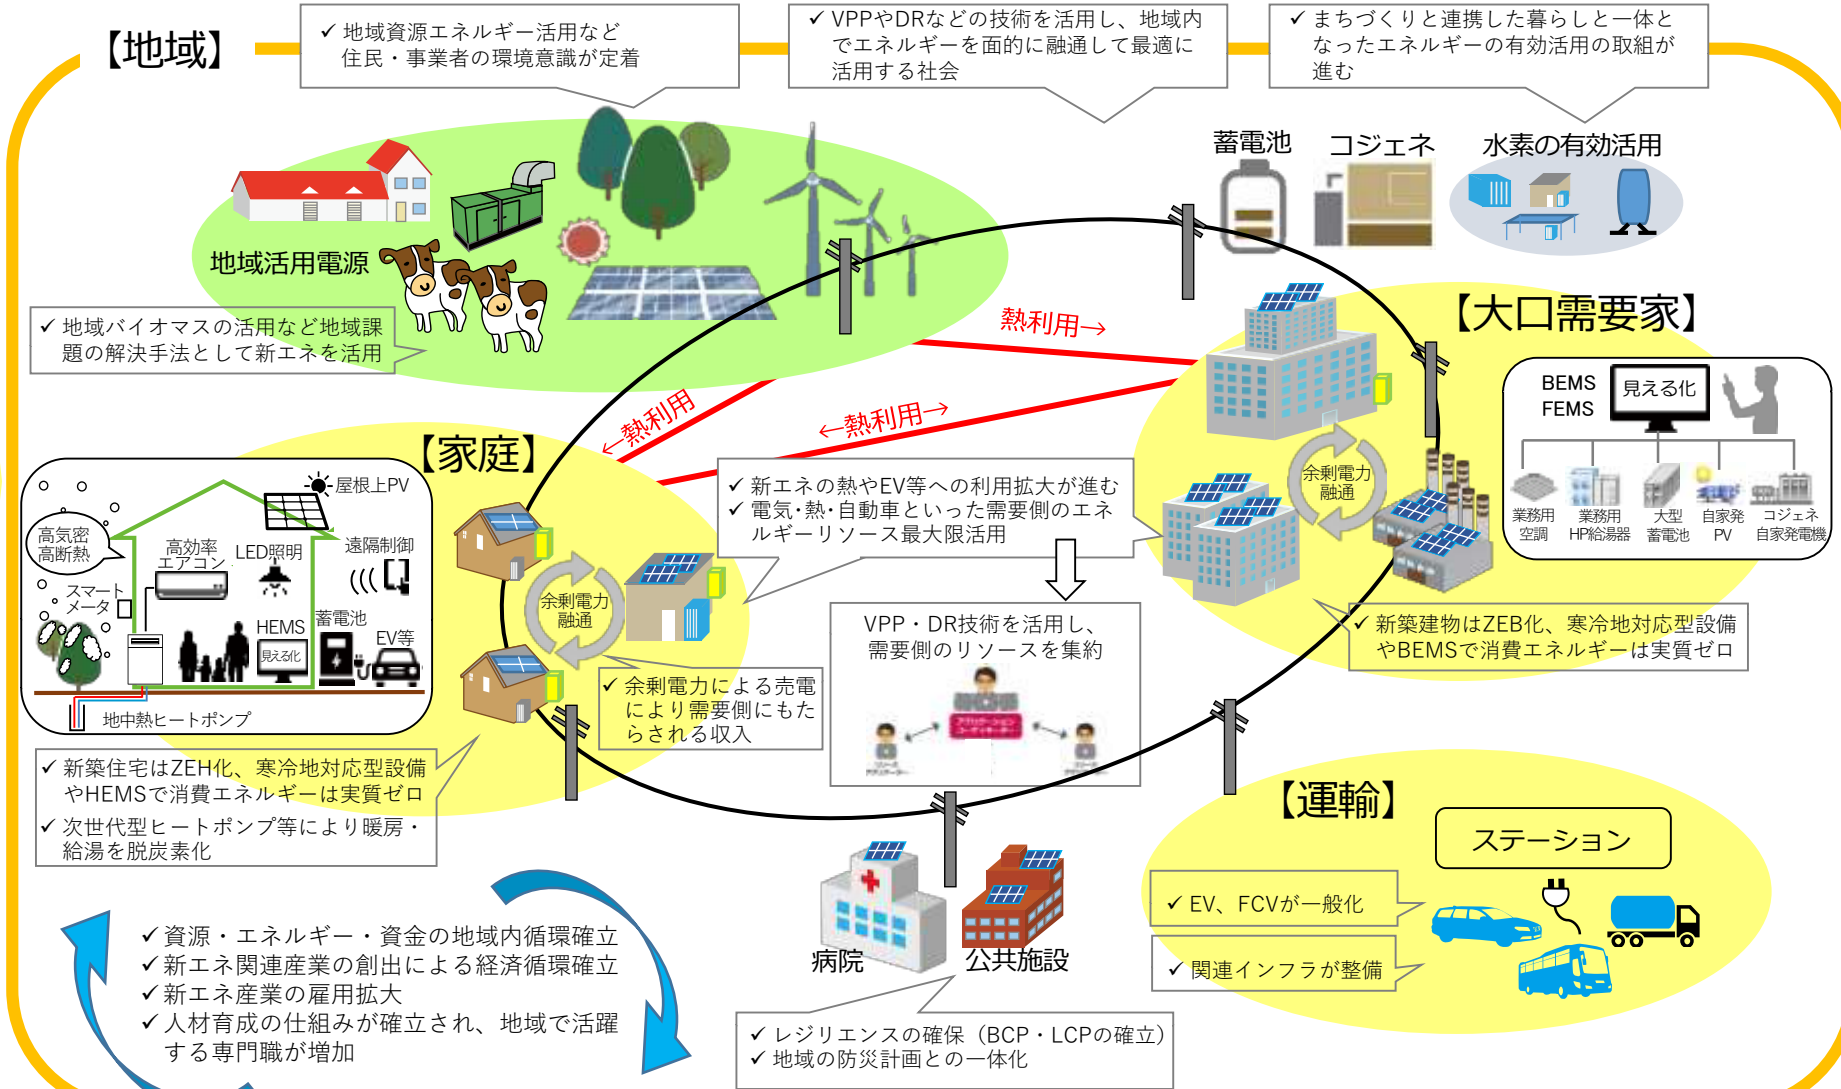 【地域】
✓ 地域資源エネルギー活用など
住民・事業者の環境意識が定着
✓ VPPやDRなどの技術を活用し、地域内
でエネルギーを面的に融通して最適に
活用する社会
✓ まちづくりと連携した暮らしと一体と
なったエネルギーの有効活用の取組が
進む
蓄電池
コジェネ
水素の有効活用
地域活用電源
✓ 地域バイオマスの活用など地域課
題の解決手法として新エネを活用
熱利用→
←熱利用
←熱利用→
【大口需要家】
BEMS
FEMS
見える化
業務用
空調
業務用
HP給湯器
大型
蓄電池
自家発
PV
コジェネ
自家発電機
余剰電力
融通
✓ 新築建物はZEB化、寒冷地対応型設備
やBEMSで消費エネルギーは実質ゼロ
【家庭】
屋根上PV
高気密
高断熱
高効率
エアコン
LED照明
遠隔制御
スマート
メータ
HEMS
見える化
蓄電池
EV等
地中熱ヒートポンプ
余剰電力
融通
✓ 新エネの熱やEV等への利用拡大が進む
✓ 電気・熱・自動車といった需要側のエネ
ルギーリソース最大限活用
VPP・DR技術を活用し、
需要側のリソースを集約
✓ 余剰電力による売電
により需要側にもた
らされる収入
✓ 新築住宅はZEH化、寒冷地対応型設備
やHEMSで消費エネルギーは実質ゼロ
✓ 次世代型ヒートポンプ等により暖房・
給湯を脱炭素化
【運輸】
ステーション
✓ EV、FCVが一般化
✓ 関連インフラが整備
病院
公共施設
✓ レジリエンスの確保（BCP・LCPの確立）
✓ 地域の防災計画との一体化
✓ 資源・エネルギー・資金の地域内循環確立
✓ 新エネ関連産業の創出による経済循環確立
✓ 新エネ産業の雇用拡大
✓ 人材育成の仕組みが確立され、地域で活躍
する専門職が増加